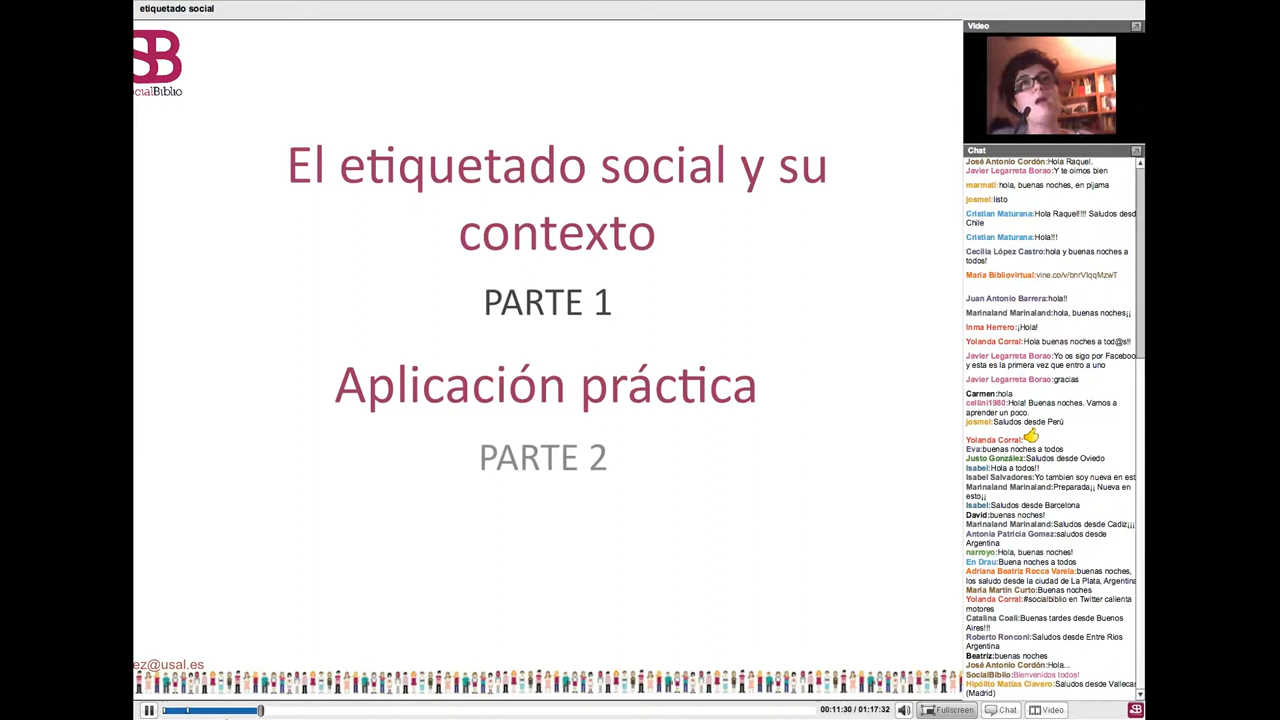 etiquetado social
SB
cialBiblio
El etiquetado social y su
contexto
PARTE 1
Aplicación práctica
PARTE 2
ez@usal.es
Video
Chat
José Antonio Cordón:Hola Raquel.
Javier Legarreta Borao:Y te oimos bien
marmati:hola, buenas noches, en pijama
josmel:listo
Cristian Maturana:Hola Raquel!!!! Saludos desd
Chile
Cristian Maturana:Hola!!!
Cecilia López Castro:hola y buenas noches a
todos!
María Bibliovirtual:vine.co/v/bnrVIqqMzwT
Juan Antonio Barrera:hola!!
Marinaland Marinaland:hola, buenas noches¡¡
Inma Herrero:¡Hola!
Yolanda Corral:Hola buenas noches a tod@s!!
Javier Legarreta Borao:Yo os sigo por Faceboo
y esta es la primera vez que entro a uno
Javier Legarreta Borao:gracias
Carmen:hola
cellini1980:Hola! Buenas noches. Vamos a
aprender un poco.
josmel:Saludos desde Perú
Yolanda Corral:
Eva:buenas noches a todos
Justo González:Saludos desde Oviedo
Isabel:Hola a todos!!
Isabel Salvadores:Yo tambien soy nueva en est
Marinaland Marinaland:Preparada¡¡ Nueva en
esto¡¡
Isabel:Saludos desde Barcelona
David:buenas noches!
Marinaland Marinaland:Saludos desde Cadiz¡¡¡
Antonia Patricia Gomez:saludos desde
Argentina
narroyo:Hola, buenas noches!
En Drau:Buena noches a todos
Adriana Beatriz Rocca Varela:buenas noches,
los saludo desde la ciudad de La Plata, Argentina
María Martín Curto:Buenas noches
Yolanda Corral:#socialbiblio en Twitter calienta
motores
Catalina Coali:Buenas tardes desde Buenos
Aires!!!
Roberto Ronconi:Saludos desde Entre Rios
Argentina
Beatriz:buenas noches
José Antonio Cordón:Hola...
SocialBiblio:Bienvenidos todos!
Hipólito Matías Clavero:Saludos desde Vallecas
(Madrid)
00:11:30 / 01:17:32
Fullscreen
Chat
Video
SB